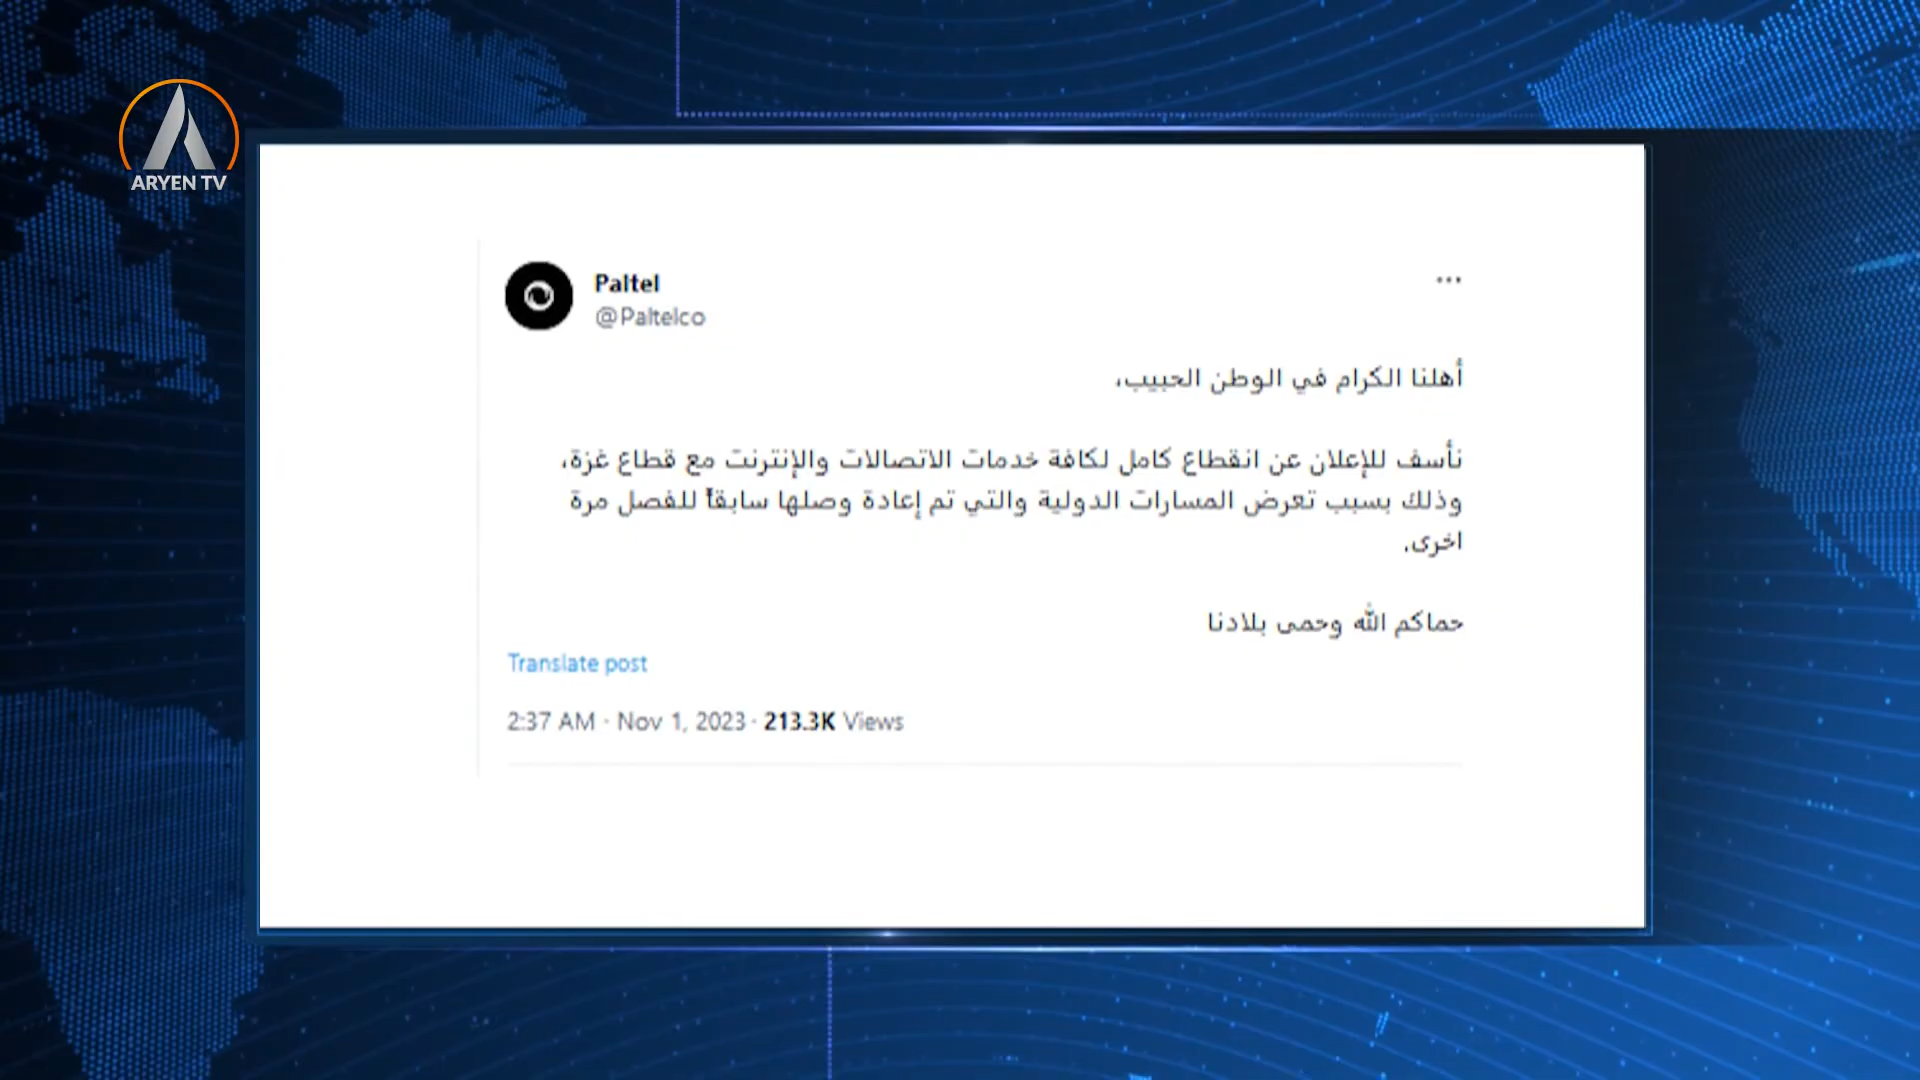 ARYEN TV
Paltel
@Paltelco
أهلنا الكرام في الوطن الحبيب،
نأسف للإعلان عن انقطاع كامل لكافة خدمات الاتصالات والإنترنت مع قطاع غزة،
وذلك بسبب تعرض المسارات الدولية والتي تم إعادة وصلها سابقاً للفصل مرة
اخرى.
حماكم الله وحمى بلادنا
Translate post
2:37 AM · Nov 1, 2023 · 213.3K Views